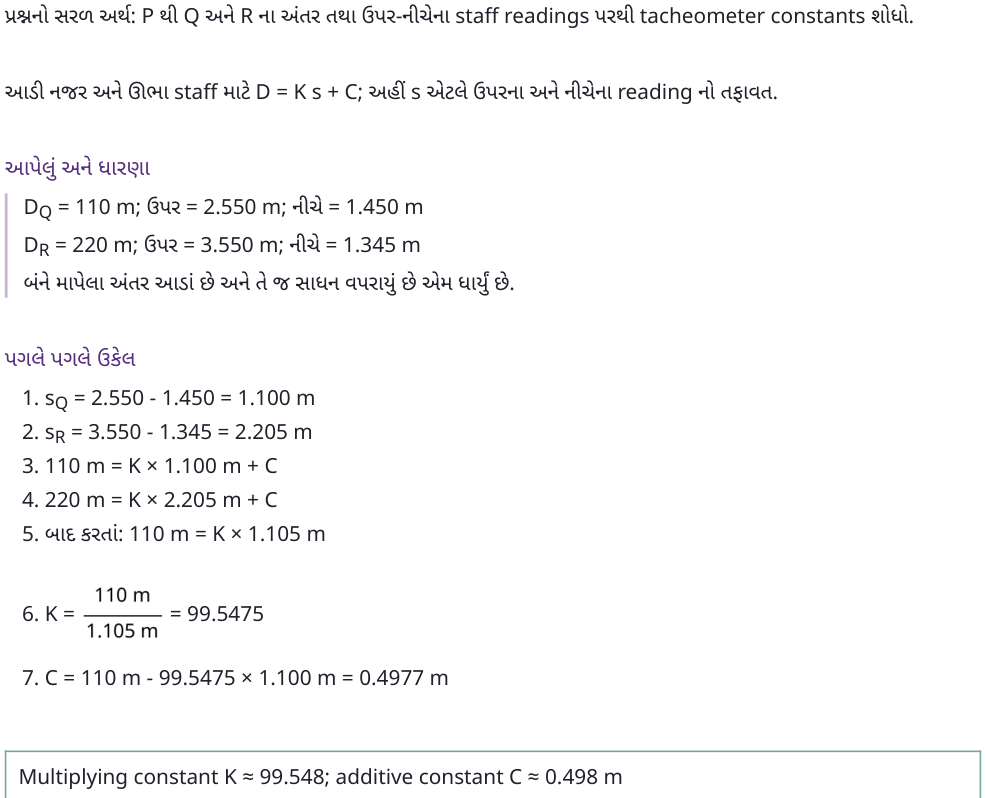 પ્રશ્નનો સરળ અર્થ: P થી Q અને R ના અંતર તથા ઉપર-નીચેના staff readings પરથી tacheometer constants શોધો.
આડી નજર અને ઊભા staff માટે D = K s + C; અહીં s એટલે ઉપરના અને નીચેના reading નો તફાવત.
આપેલું અને ધારણા
D_Q = 110 m; ઉપર = 2.550 m; નીચે = 1.450 m
D_R = 220 m; ઉપર = 3.550 m; નીચે = 1.345 m
બંને માપેલા અંતર આડાં છે અને તે જ સાધન વપરાયું છે એમ ધાર્યું છે.
પગલે પગલે ઉકેલ
1. s_Q = 2.550 - 1.450 = 1.100 m
2. s_R = 3.550 - 1.345 = 2.205 m
3. 110 m = K × 1.100 m + C
4. 220 m = K × 2.205 m + C
5. બાદ કરતાં: 110 m = K × 1.105 m
6. K = 110 m / 1.105 m = 99.5475
7. C = 110 m - 99.5475 × 1.100 m = 0.4977 m
Multiplying constant K ≈ 99.548; additive constant C ≈ 0.498 m